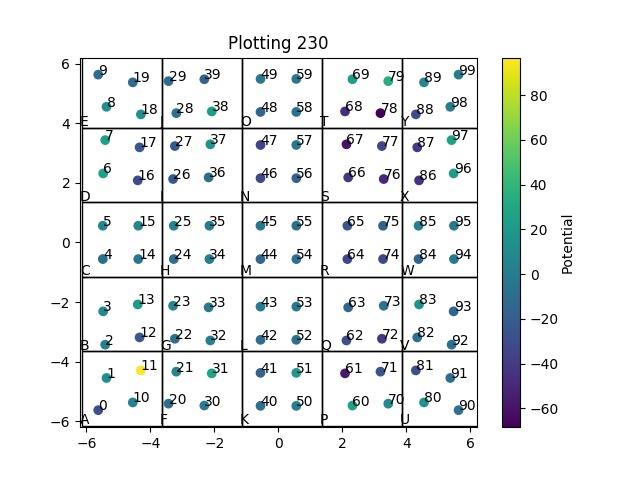 Plotting 230
6 9 19 29 39 49 59 69 79 89 99
8 18 28 38 48 58 68 78 88 98
4 E O T Y
7 17 27 37 47 57 67 77 87 97
6 16 26 36 46 56 66 76 86 96
2 D I N S X
5 15 25 35 45 55 65 75 85 95
0 4 14 24 34 44 54 64 74 84 94
C H M R W
−2 3 13 23 33 43 53 63 73 83 93
2 12 22 32 42 52 62 72 82 92
B G L Q V
−4 1 11 21 31 41 51 61 71 81 91
0 10 20 30 40 50 60 70 80 90
−6 A F K P U
−6 −4 −2 0 2 4 6
80
60
40
20
0
−20
−40
−60
Potential